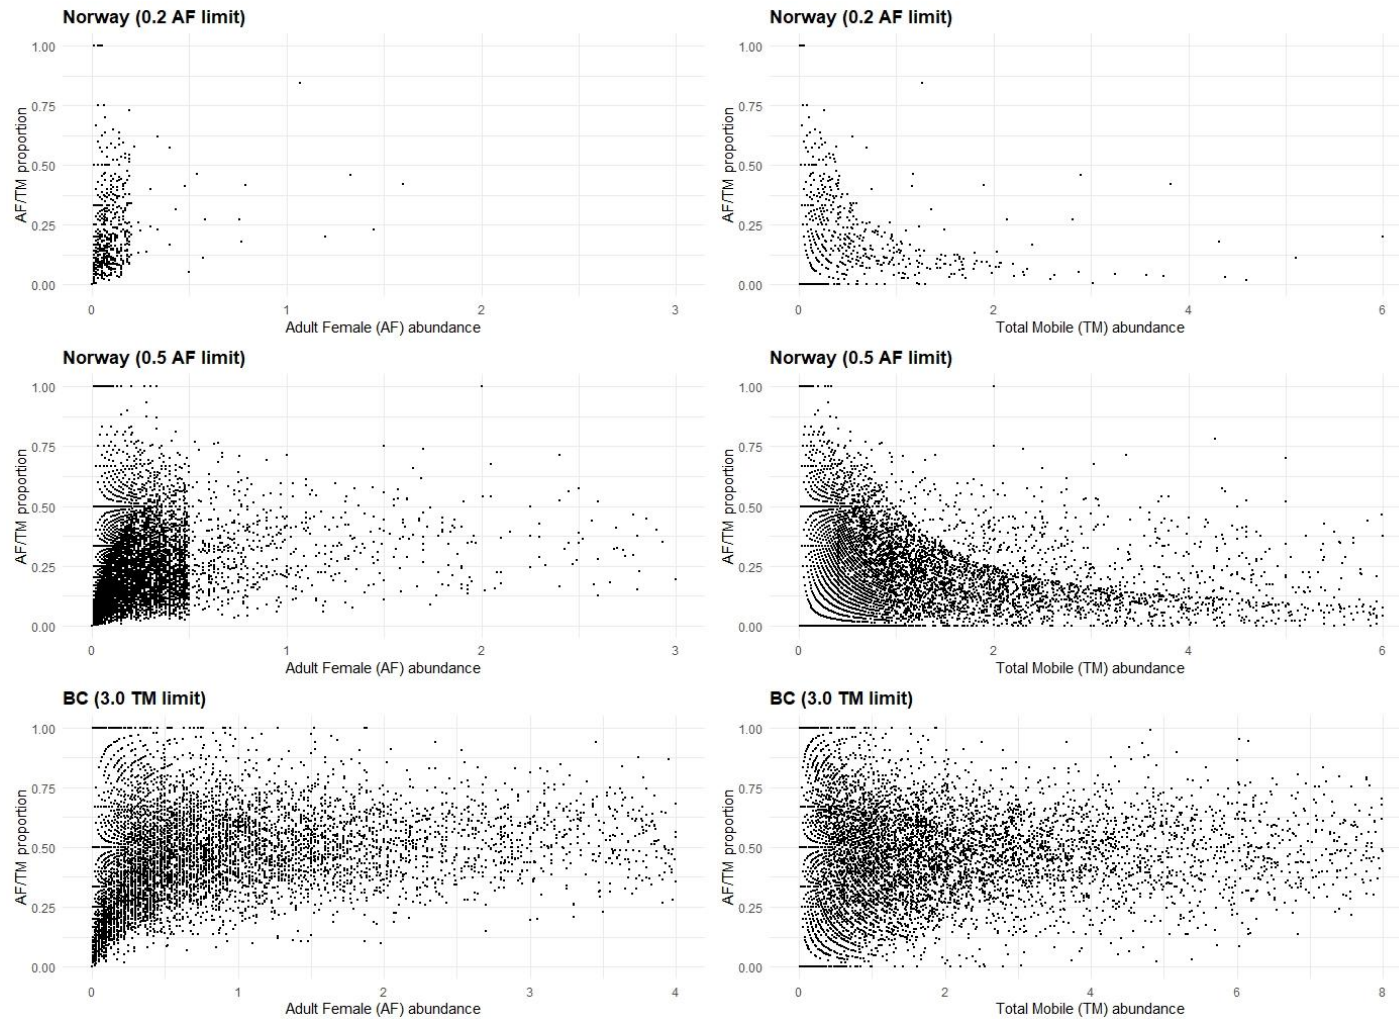 Norway (0.2 AF limit)
AF/TM proportion
1.00
0.75
0.50
0.25
0.00
0 1 2 3
Adult Female (AF) abundance
Norway (0.2 AF limit)
AF/TM proportion
1.00
0.75
0.50
0.25
0.00
0 2 4 6
Total Mobile (TM) abundance
Norway (0.5 AF limit)
AF/TM proportion
1.00
0.75
0.50
0.25
0.00
0 1 2 3
Adult Female (AF) abundance
Norway (0.5 AF limit)
AF/TM proportion
1.00
0.75
0.50
0.25
0.00
0 2 4 6
Total Mobile (TM) abundance
BC (3.0 TM limit)
AF/TM proportion
1.00
0.75
0.50
0.25
0.00
0 1 2 3 4
Adult Female (AF) abundance
BC (3.0 TM limit)
AF/TM proportion
1.00
0.75
0.50
0.25
0.00
0 2 4 6 8
Total Mobile (TM) abundance